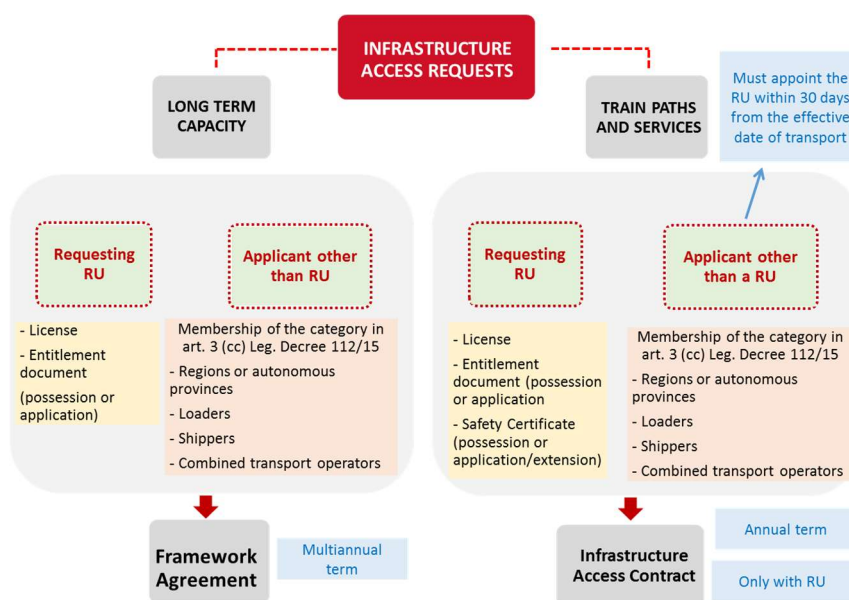 INFRASTRUCTURE
ACCESS REQUESTS
LONG TERM
CAPACITY
TRAIN PATHS
AND SERVICES
Must appoint the
RU within 30 days
from the effective
date of transport
Requesting
RU
Applicant other
than RU
- License
- Entitlement
document
(possession or
application)
Membership of the category in
art. 3 (cc) Leg. Decree 112/15
- Regions or autonomous
provinces
- Loaders
- Shippers
- Combined transport operators
Requesting
RU
Applicant other
than a RU
- License
- Entitlement
document (possession
or application
- Safety Certificate
(possession or
application/extension)
Membership of the category in
art. 3 (cc) Leg. Decree 112/15
- Regions or autonomous
provinces
- Loaders
- Shippers
- Combined transport operators
Framework
Agreement
Multiannual
term
Infrastructure
Access Contract
Annual term
Only with RU